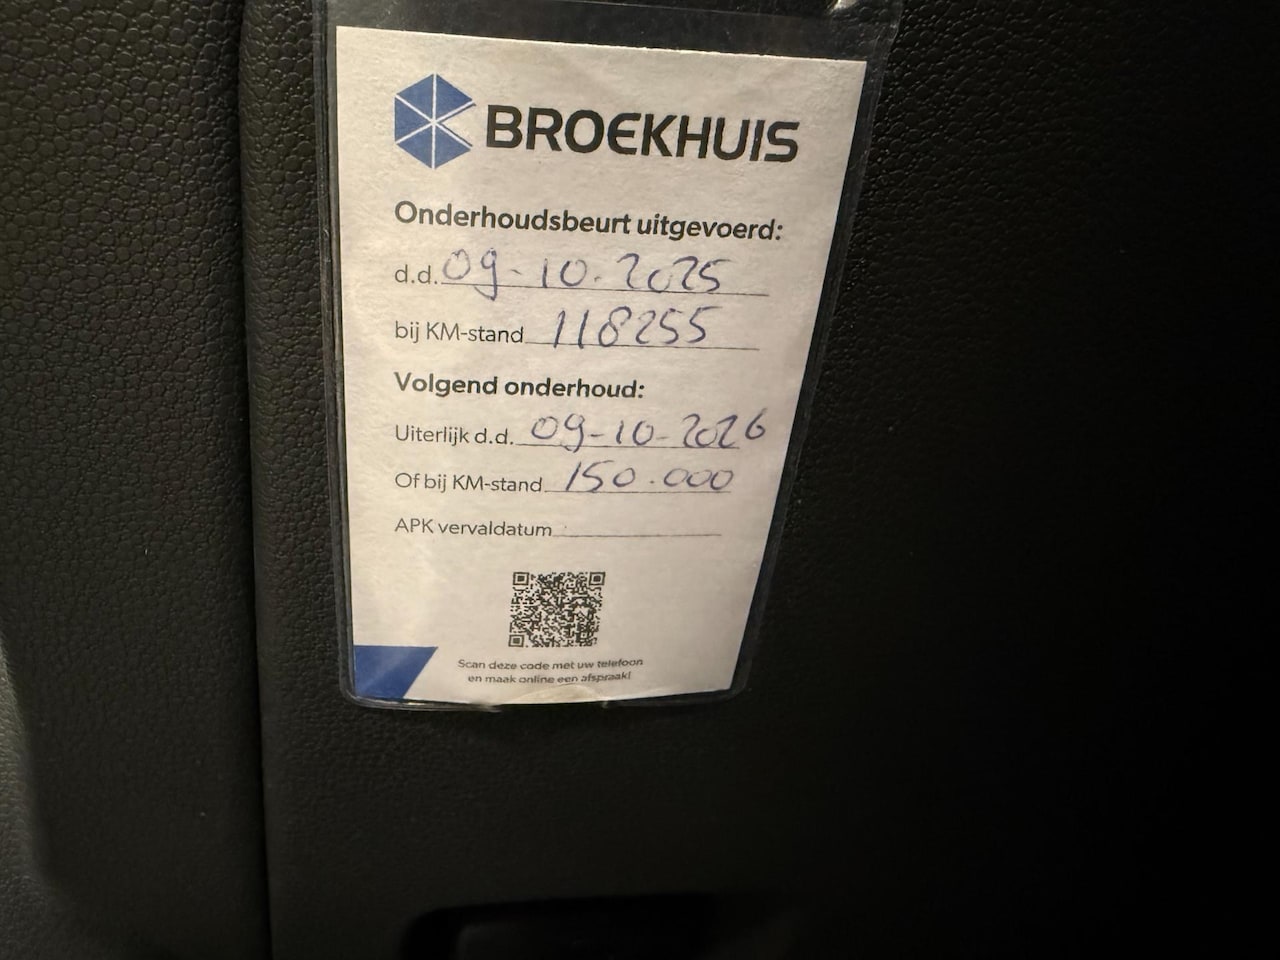 BROEKHUIS
Onderhoudsbeurt uitgevoerd:
d.d. 09-10-2025
bij KM-stand 118255
Volgend onderhoud:
Uiterlijk d.d. 09-10-2026
Of bij KM-stand 150.000
APK vervaldatum
Scan deze code met uw telefoon
en maak online een afspraak!